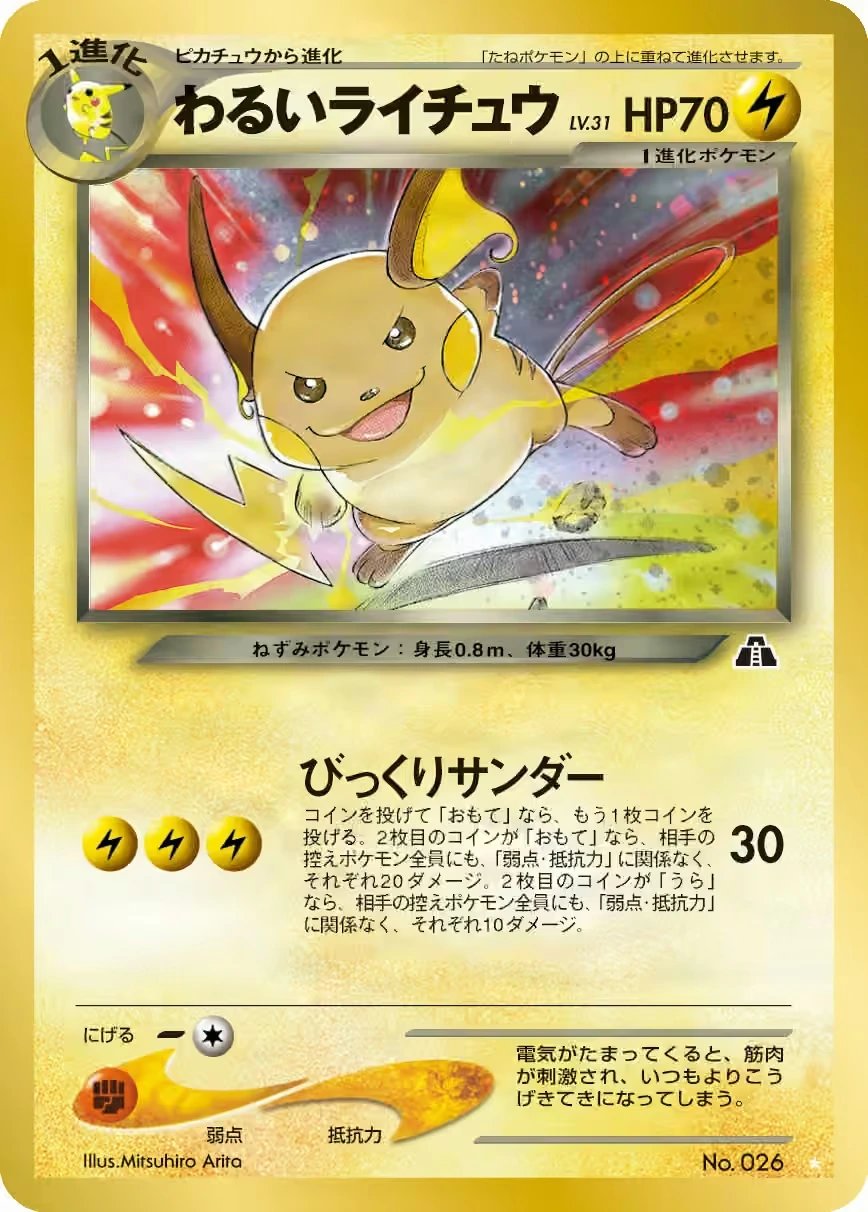 1進化
ピカチュウから進化
「たねポケモン」の上に重ねて進化させます。
わるいライチュウ LV.31 HP70
1進化ポケモン
ねずみポケモン：身長0.8m、体重30kg
びっくりサンダー
コインを投げて「おもて」なら、もう1枚コインを
投げる。2枚目のコインが「おもて」なら、相手の
控えポケモン全員にも、「弱点・抵抗力」に関係なく、
それぞれ20ダメージ。2枚目のコインが「うら」
なら、相手の控えポケモン全員にも、「弱点・抵抗力」
に関係なく、それぞれ10ダメージ。
30
にげる
電気がたまってくると、筋肉
が刺激され、いつもよりこう
げきてきになってしまう。
弱点
抵抗力
Illus.Mitsuhiro Arita
No. 026